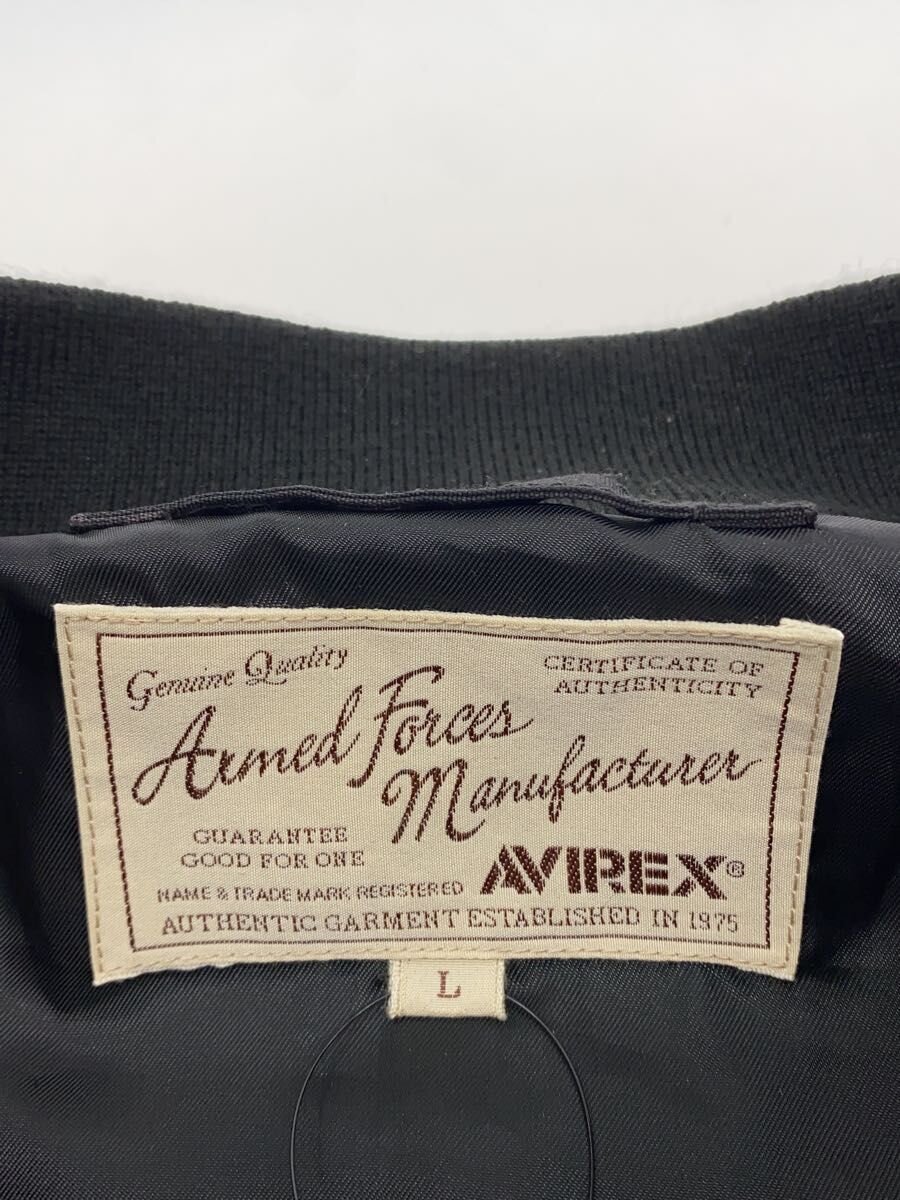 Genuine Quality
CERTIFICATE OF
AUTHENTICITY
Armed Forces
Manufacturer
GUARANTEE
GOOD FOR ONE
NAME & TRADE MARK REGISTERED
AVIREX®
AUTHENTIC GARMENT ESTABLISHED IN 1975
L